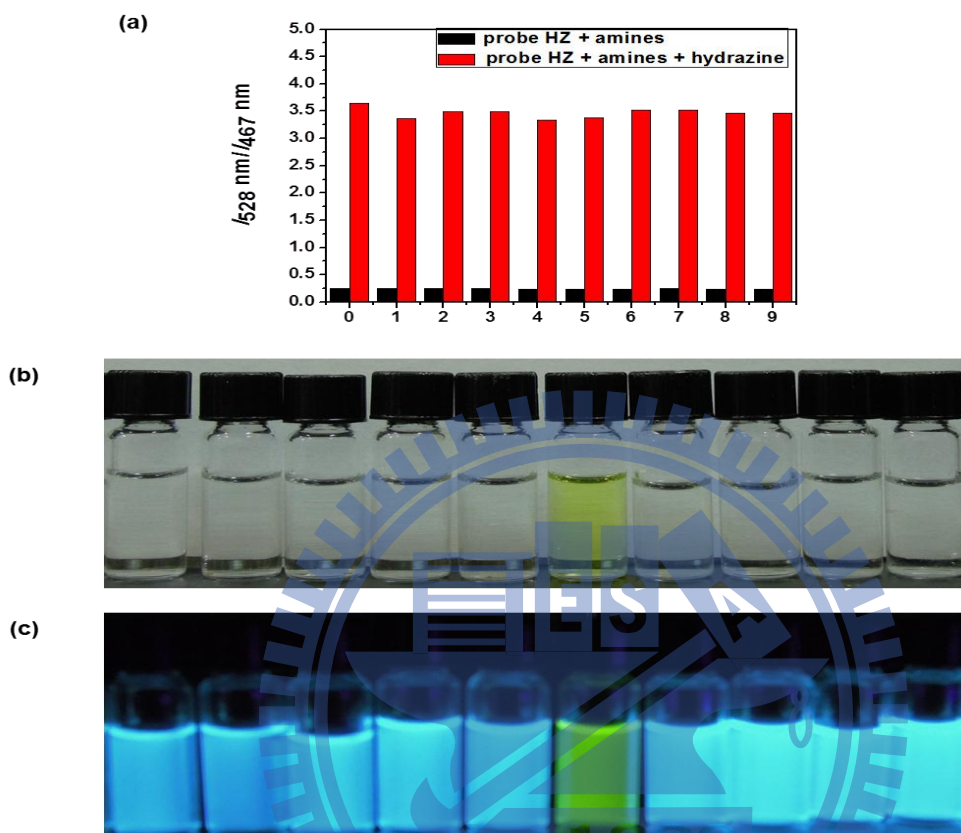 (a)
5.0
4.5
4.0
3.5
3.0
2.5
2.0
1.5
1.0
0.5
0.0
I528 nm/I467 nm
probe HZ + amines
probe HZ + amines + hydrazine
0 1 2 3 4 5 6 7 8 9
(b)
(c)
ES A